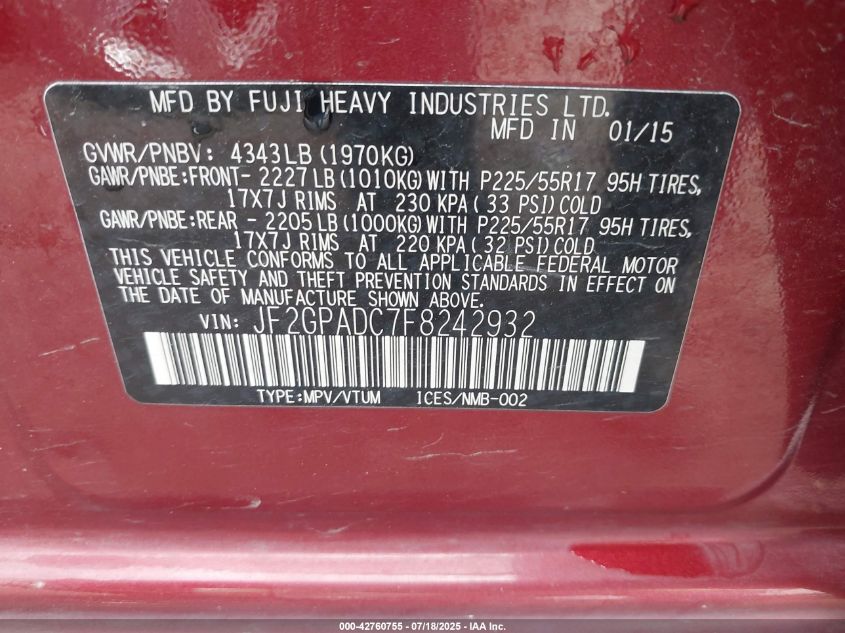 MFD BY FUJI HEAVY INDUSTRIES LTD.
MFD IN 01/15
GVWR/PNBV: 4343LB (1970KG)
GAWR/PNBE:FRONT- 2227LB (1010KG) WITH P225/55R17 95H TIRES,
17X7J RIMS AT 230 KPA (33 PSI) COLD
GAWR/PNBE:REAR - 2205LB (1000KG) WITH P225/55R17 95H TIRES,
17X7J RIMS AT 220 KPA (32 PSI) COLD
THIS VEHICLE CONFORMS TO ALL APPLICABLE FEDERAL MOTOR
VEHICLE SAFETY AND THEFT PREVENTION STANDARDS IN EFFECT ON
THE DATE OF MANUFACTURE SHOWN ABOVE.
VIN: JF2GPADC7F8242932
TYPE:MPV/VTUM ICES/NMB-002
000-42760755 - 07/18/2025 - IAA Inc.